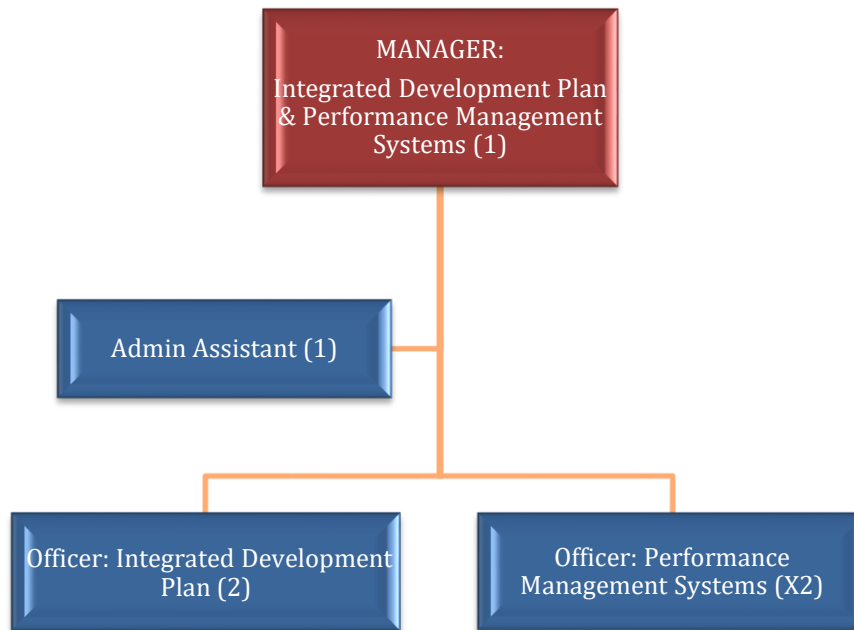 MANAGER:
Integrated Development Plan
& Performance Management
Systems (1)
Admin Assistant (1)
Officer: Integrated Development
Plan (2)
Officer: Performance
Management Systems (X2)